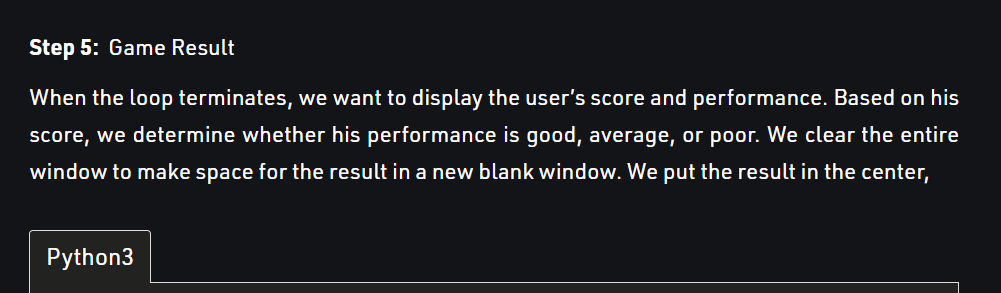 Step 5: Game Result
When the loop terminates, we want to display the user’s score and performance. Based on his
score, we determine whether his performance is good, average, or poor. We clear the entire
window to make space for the result in a new blank window. We put the result in the center,
Python3